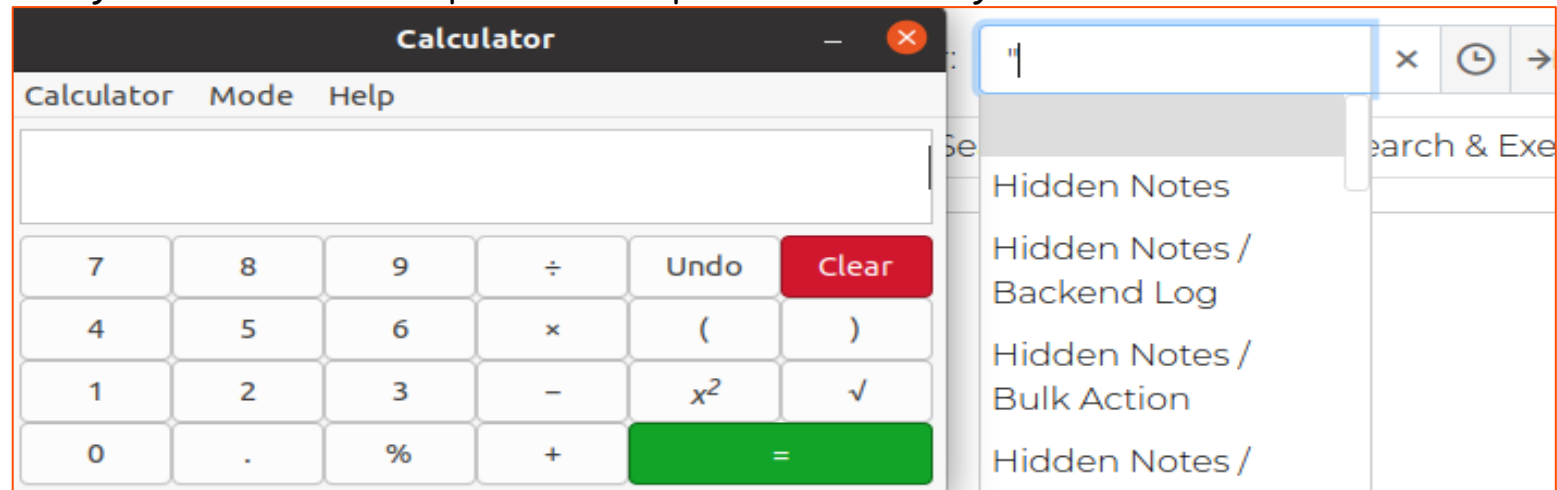 Calculator
Calculator Mode Help
7 8 9 ÷ Undo Clear
4 5 6 × ( )
1 2 3 − x² √
0 . % + =
"
Hidden Notes
Hidden Notes /
Backend Log
Hidden Notes /
Bulk Action
Hidden Notes /